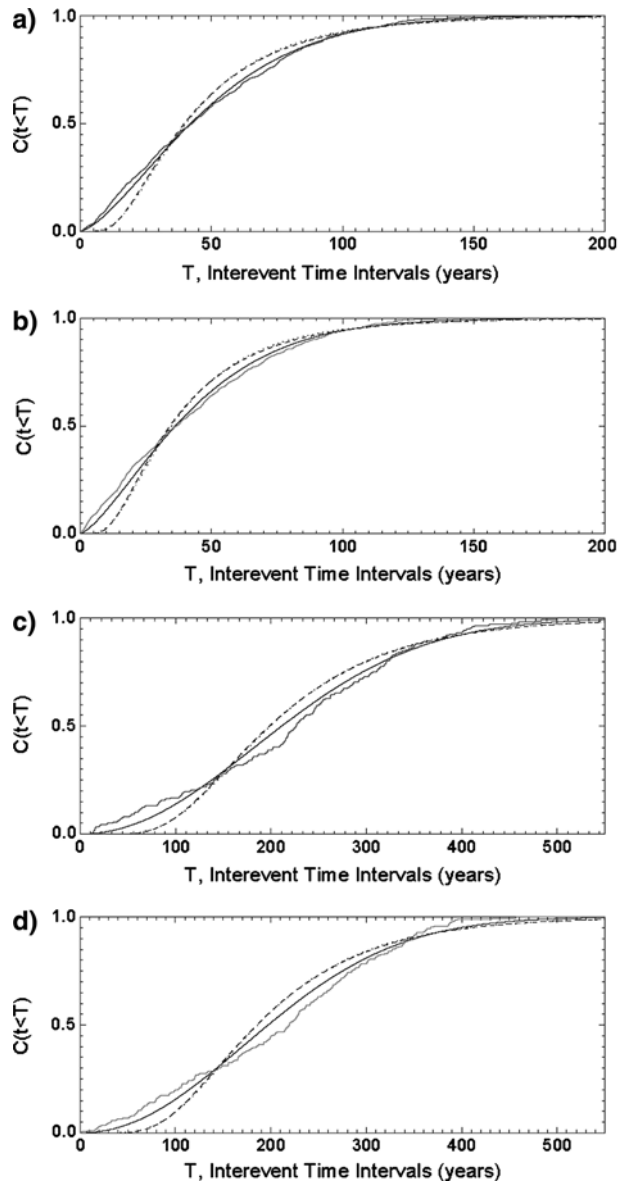 a)
1.0
0.5
0.0
C(t<T)
0 50 100 150 200
T, Interevent Time Intervals (years)
b)
1.0
0.5
0.0
C(t<T)
0 50 100 150 200
T, Interevent Time Intervals (years)
c)
1.0
0.5
0.0
C(t<T)
0 100 200 300 400 500
T, Interevent Time Intervals (years)
d)
1.0
0.5
0.0
C(t<T)
0 100 200 300 400 500
T, Interevent Time Intervals (years)